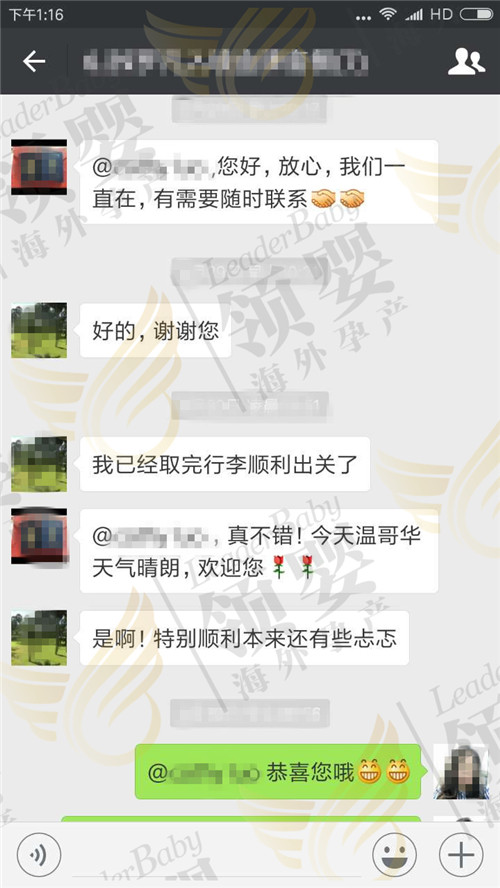 下午1:16
HD
@ ,您好，放心，我们一
直在，有需要随时联系
好的，谢谢您
我已经取完行李顺利出关了
@ ，真不错！今天温哥华
天气晴朗，欢迎您
是啊！特别顺利本来还有些忐忑
@ 恭喜您哦
LeaderBaby
领婴
海外孕产